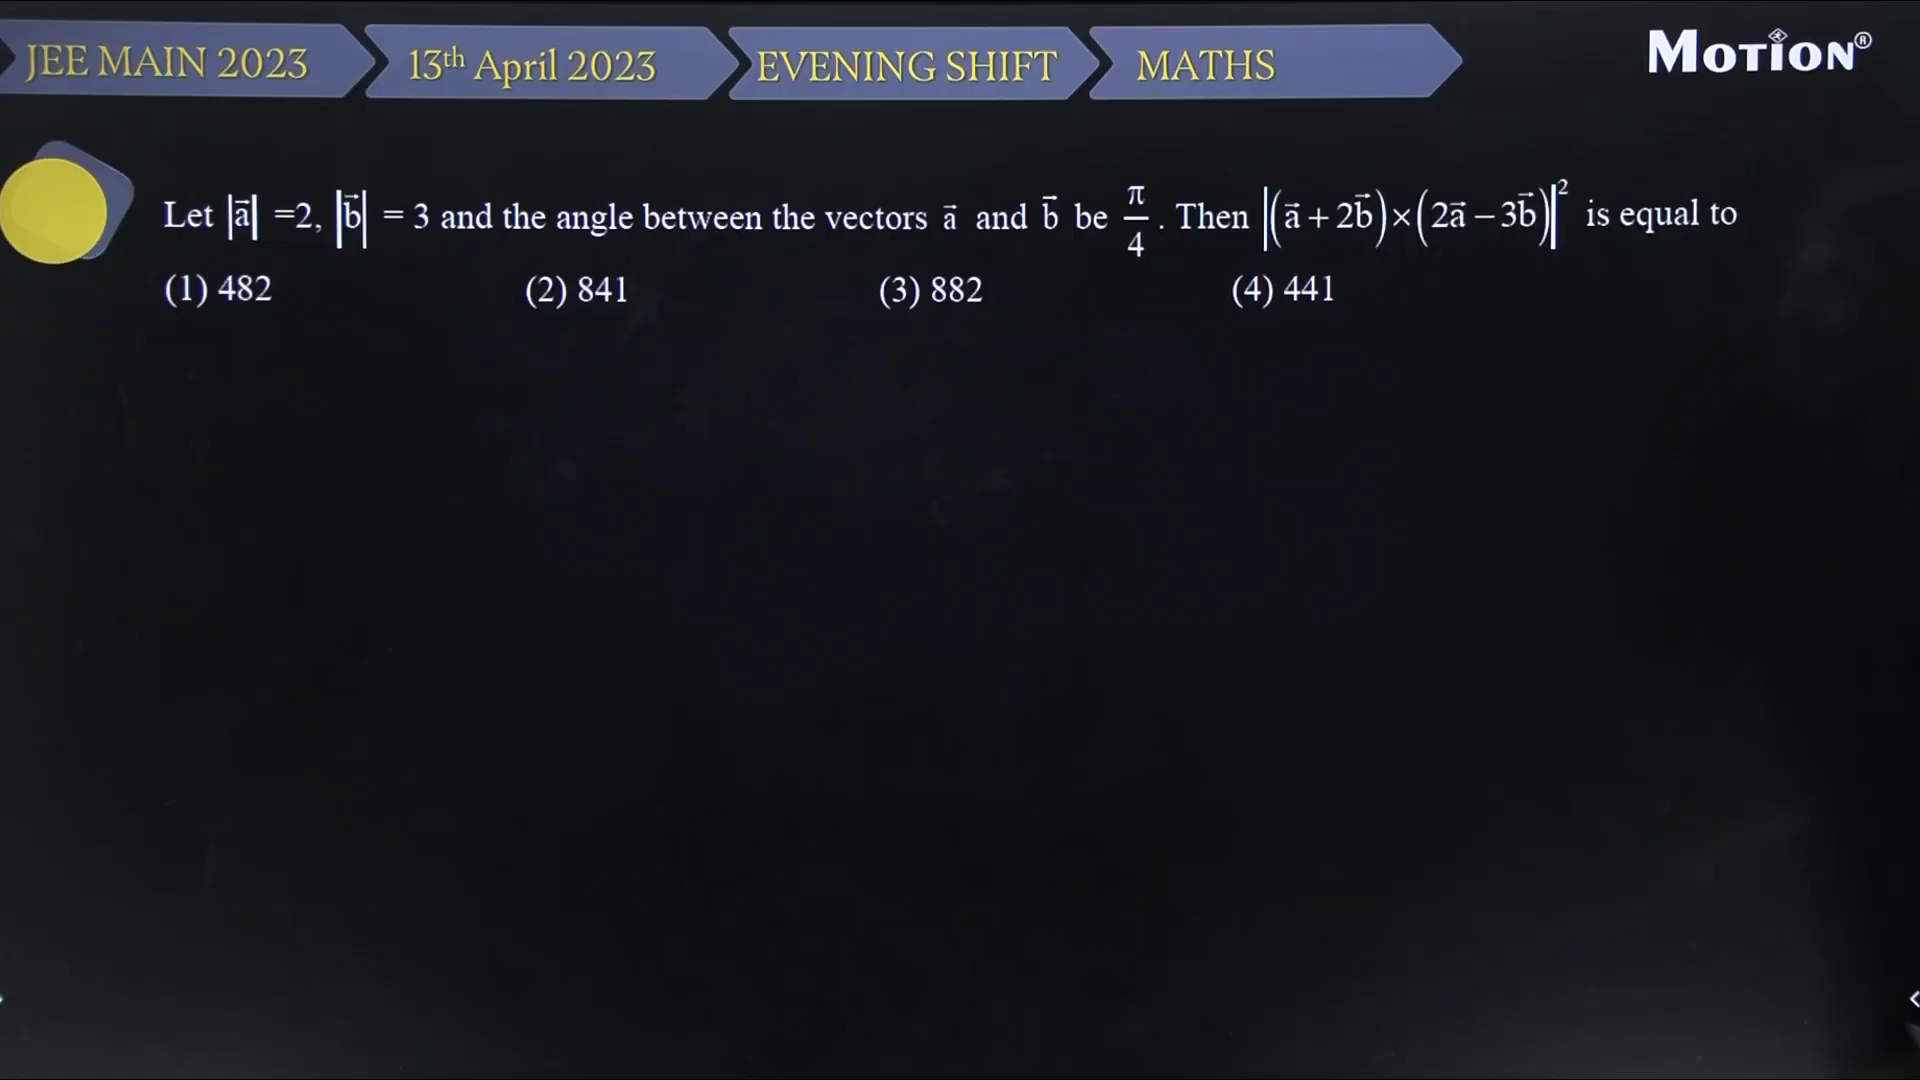 JEE MAIN 2023 13th April 2023 EVENING SHIFT MATHS MOTION®
Let |a⃗| =2, |b⃗| = 3 and the angle between the vectors a⃗ and b⃗ be π/4. Then |(a⃗ + 2b⃗)×(2a⃗ − 3b⃗)|² is equal to
(1) 482 (2) 841 (3) 882 (4) 441